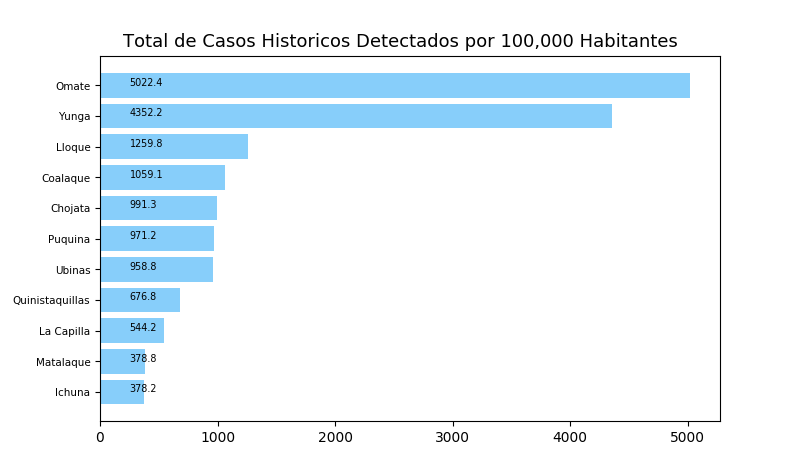 Total de Casos Historicos Detectados por 100,000 Habitantes
Omate 5022.4
Yunga 4352.2
Lloque 1259.8
Coalaque 1059.1
Chojata 991.3
Puquina 971.2
Ubinas 958.8
Quinistaquillas 676.8
La Capilla 544.2
Matalaque 378.8
Ichuna 378.2
0 1000 2000 3000 4000 5000